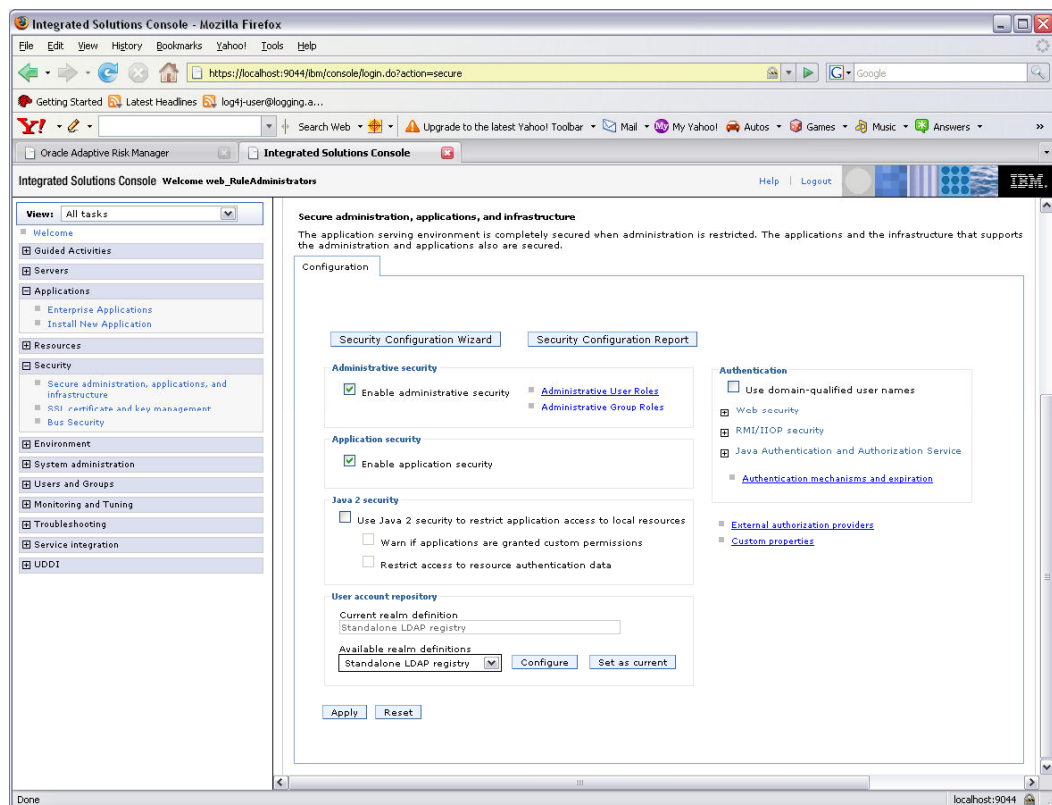 Integrated Solutions Console - Mozilla Firefox
File Edit View History Bookmarks Yahoo! Tools Help
https://localhost:9044/ibm/console/login.do?action=secure
G Google
Getting Started Latest Headlines log4j-user@logging.a...
Y! Search Web Upgrade to the latest Yahoo! Toolbar Mail My Yahoo! Autos Games Music Answers »
Oracle Adaptive Risk Manager Integrated Solutions Console
Integrated Solutions Console Welcome web_RuleAdministrators Help | Logout IBM.
View: All tasks
Welcome
Guided Activities
Servers
Applications
Enterprise Applications
Install New Application
Resources
Security
Secure administration, applications, and
infrastructure
SSL certificate and key management
Bus Security
Environment
System administration
Users and Groups
Monitoring and Tuning
Troubleshooting
Service integration
UDDI
Secure administration, applications, and infrastructure
The application serving environment is completely secured when administration is restricted. The applications and the infrastructure that supports
the administration and applications also are secured.
Configuration
Security Configuration Wizard Security Configuration Report
Administrative security
Enable administrative security
Administrative User Roles
Administrative Group Roles
Application security
Enable application security
Java 2 security
Use Java 2 security to restrict application access to local resources
Warn if applications are granted custom permissions
Restrict access to resource authentication data
User account repository
Current realm definition
Standalone LDAP registry
Available realm definitions
Standalone LDAP registry Configure Set as current
Apply Reset
Authentication
Use domain-qualified user names
Web security
RMI/IIOP security
Java Authentication and Authorization Service
Authentication mechanisms and expiration
External authorization providers
Custom properties
Done localhost:9044